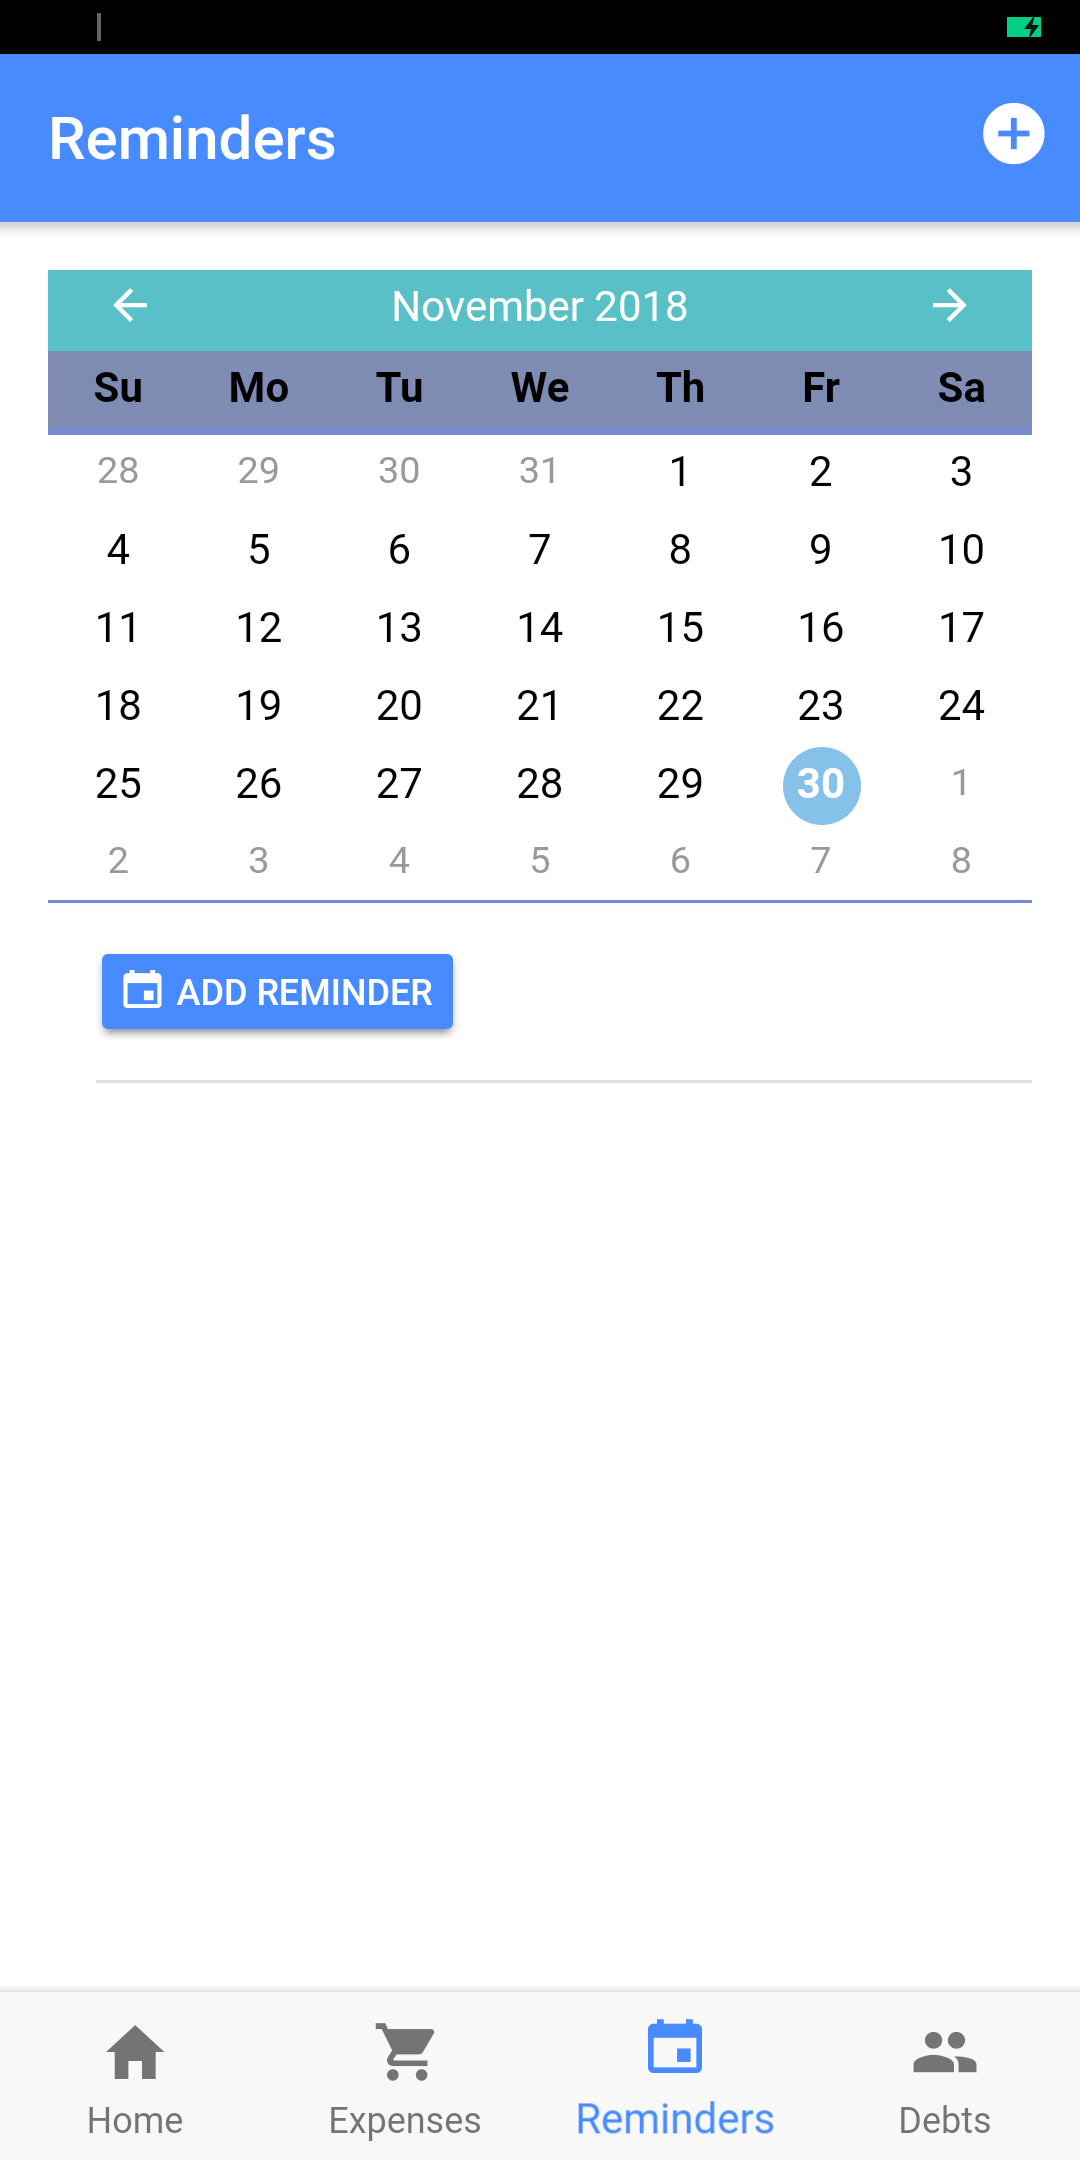 Reminders
November 2018
Su Mo Tu We Th Fr Sa
28 29 30 31 1 2 3
4 5 6 7 8 9 10
11 12 13 14 15 16 17
18 19 20 21 22 23 24
25 26 27 28 29 30 1
2 3 4 5 6 7 8
ADD REMINDER
Home Expenses Reminders Debts